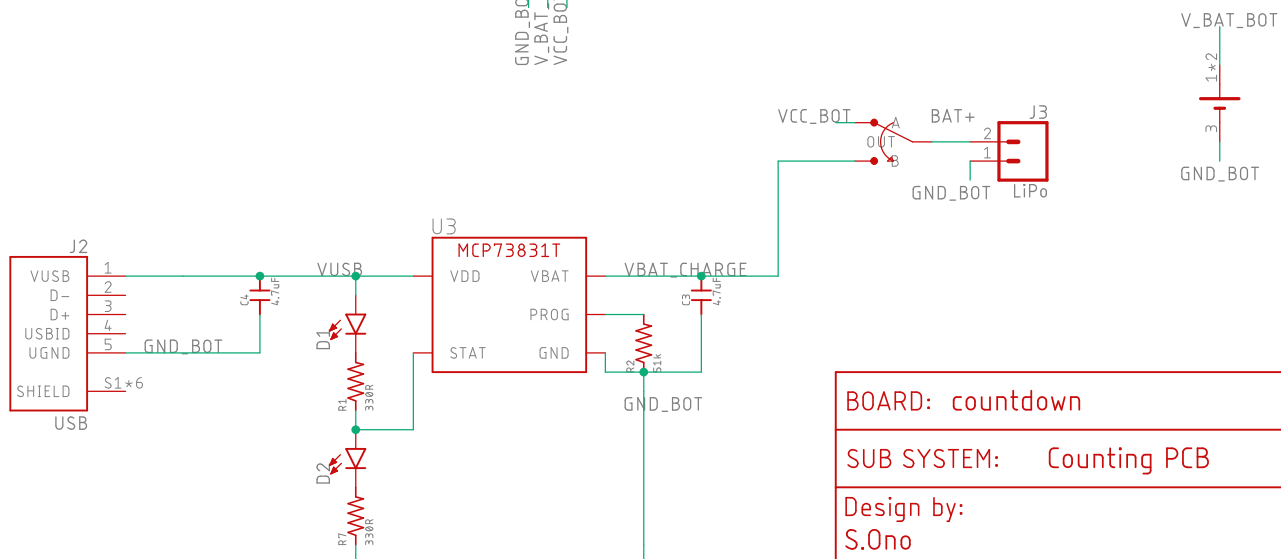 GND_BOT
V_BAT_
VCC_BOT
V_BAT_BOT
1*2
3
GND_BOT
VCC_BOT
A
OUT
B
BAT+
J3
2
1
GND_BOT
LiPo
U3
MCP73831T
VDD
VBAT
PROG
STAT
GND
J2
VUSB
1
D-
2
D+
3
USBID
4
UGND
5
SHIELD
S1*6
USB
GND_BOT
C4
4.7uF
VUSB
D1
R1
330R
D2
R7
330R
VBAT_CHARGE
C3
4.7uF
R2
GND_BOT
BOARD: countdown
SUB SYSTEM: Counting PCB
Design by:
S.Ono